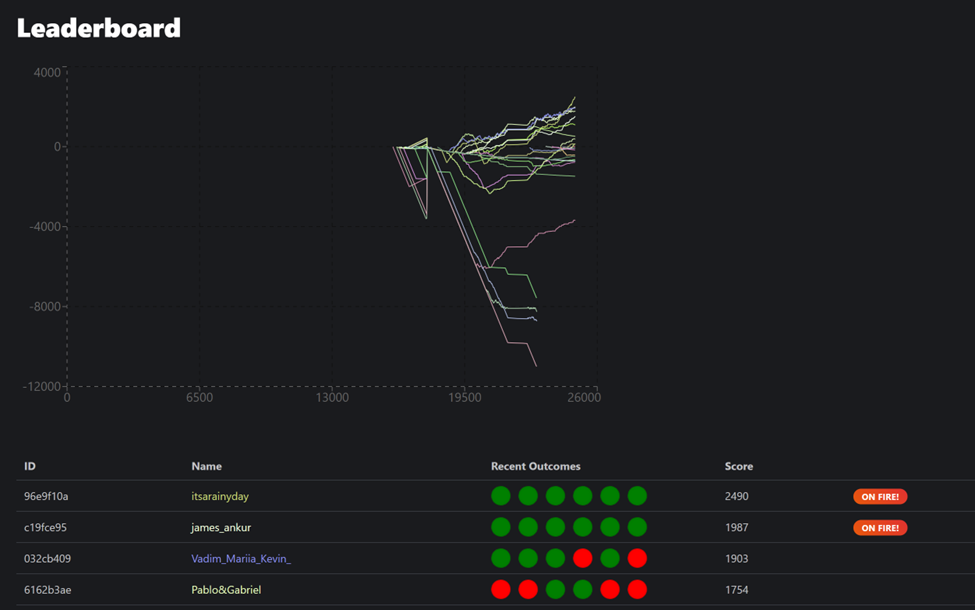 Leaderboard
4000
0
-4000
-8000
-12000
0 6500 13000 19500 26000
ID Name Recent Outcomes Score
96e9f10a itsarainyday 2490 ON FIRE!
c19fce95 james_ankur 1987 ON FIRE!
032cb409 Vadim_Mariia_Kevin_ 1903
6162b3ae Pablo&Gabriel 1754